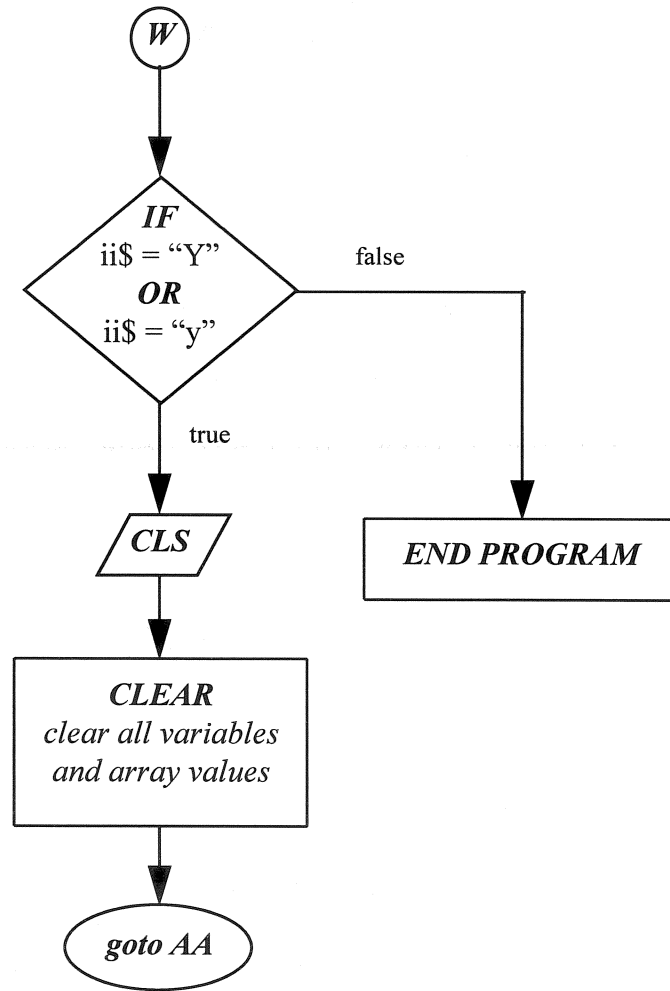 W
IF
ii$ = “Y”
OR
ii$ = “y”
false
true
CLS
END PROGRAM
CLEAR
clear all variables
and array values
goto AA